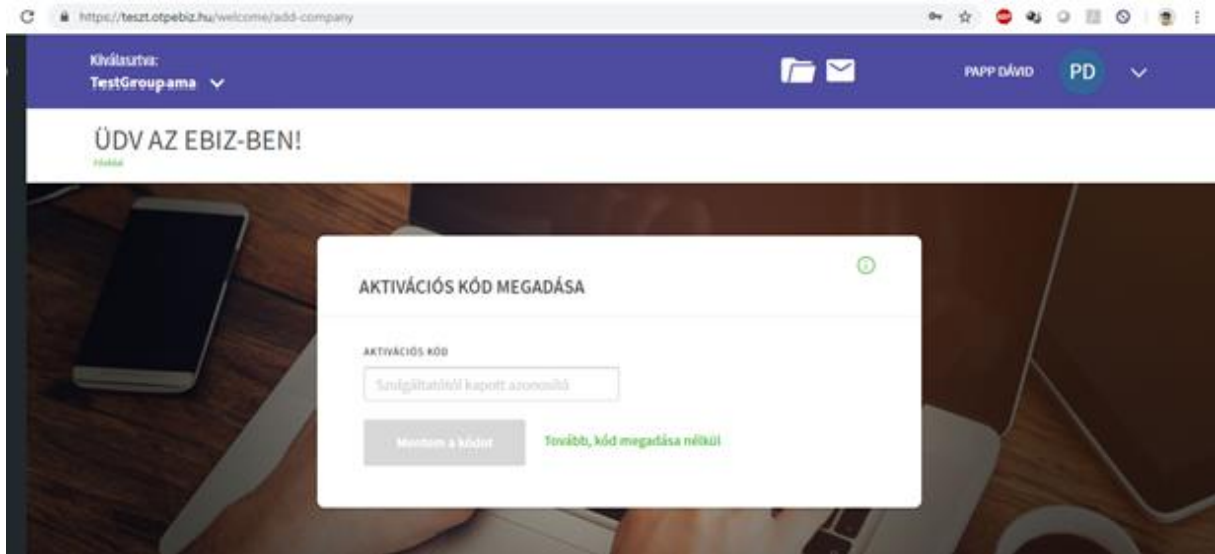 https://teszt.otpebiz.hu/welcome/add-company
Kiválasztva:
TestGroupama
PAPP DÁVID
PD
ÜDV AZ EBIZ-BEN!
Főoldal
AKTIVÁCIÓS KÓD MEGADÁSA
AKTIVÁCIÓS KÓD
Szolgáltatótól kapott azonosító
Mentem a kódot
Tovább, kód megadása nélkül